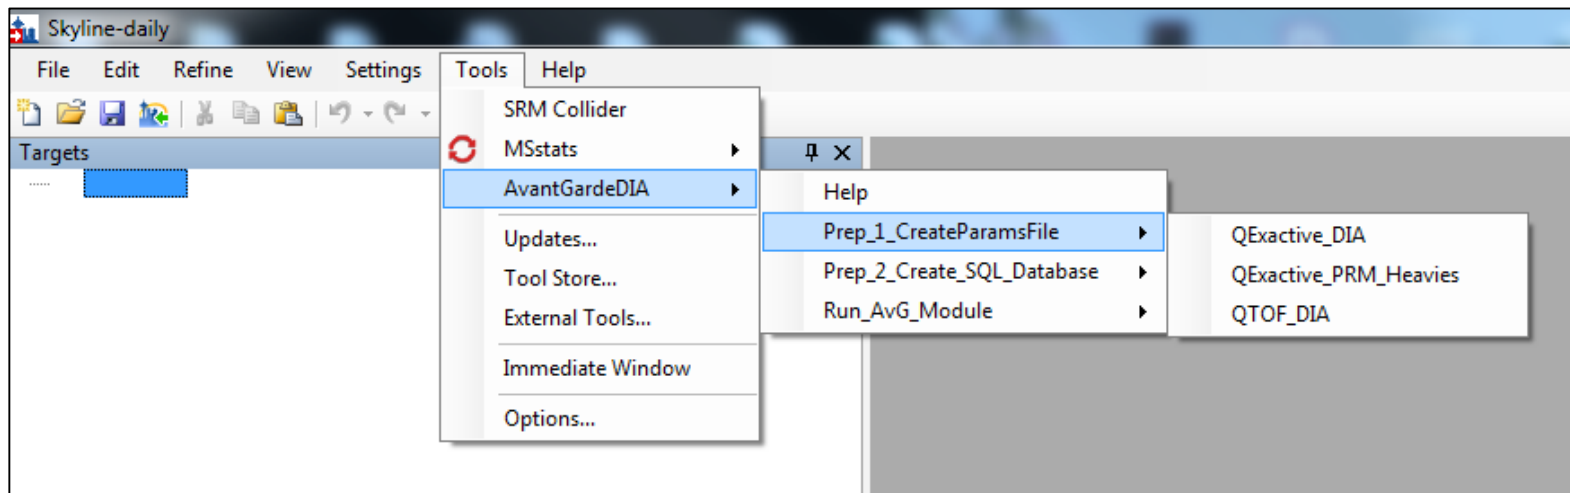 Skyline-daily
File Edit Refine View Settings Tools Help
Targets
SRM Collider
MSstats
AvantGardeDIA
Updates...
Tool Store...
External Tools...
Immediate Window
Options...
Help
Prep_1_CreateParamsFile
Prep_2_Create_SQL_Database
Run_AvG_Module
QExactive_DIA
QExactive_PRM_Heavies
QTOF_DIA